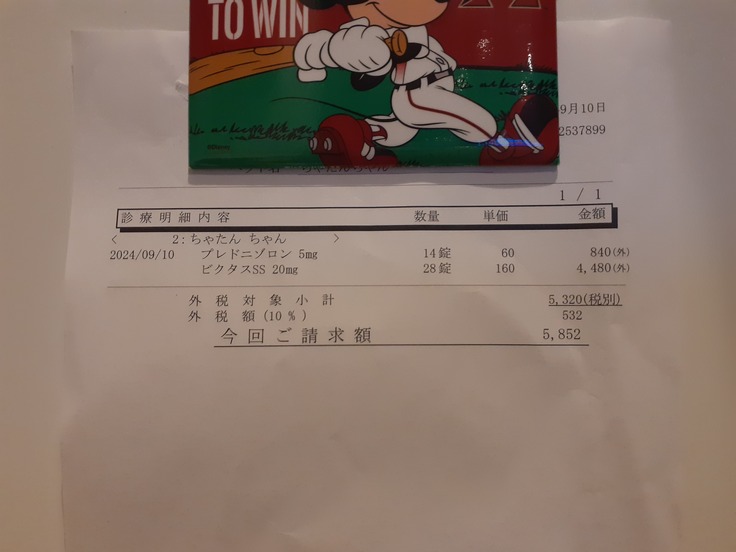 TO WIN
©Disney
9月10日
2537899
1 / 1
診療明細内容 数量 単価 金額
< 2:ちゃたん ちゃん >
2024/09/10 プレドニゾロン 5mg 14錠 60 840(外)
ビクタスSS 20mg 28錠 160 4,480(外)
外税対象小計 5,320(税別)
外税額(10%) 532
今回ご請求額 5,852